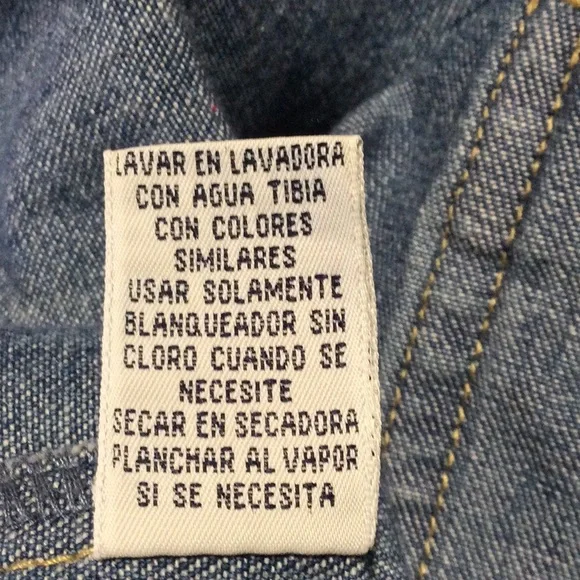 LAVAR EN LAVADORA
CON AGUA TIBIA
CON COLORES
SIMILARES
USAR SOLAMENTE
BLANQUEADOR SIN
CLORO CUANDO SE
NECESITE
SECAR EN SECADORA
PLANCHAR AL VAPOR
SI SE NECESITA